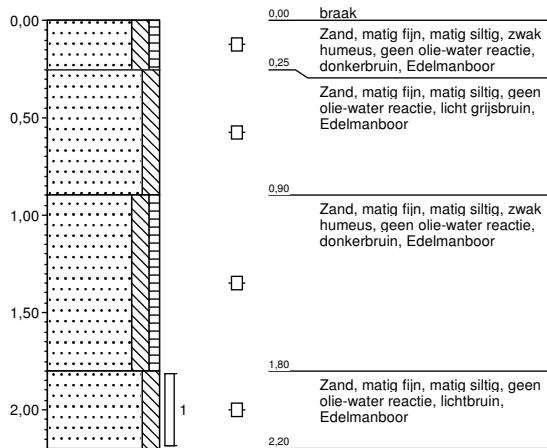 0,00
0,50
1,00
1,50
2,00
1
0,00 braak
Zand, matig fijn, matig siltig, zwak
humeus, geen olie-water reactie,
donkerbruin, Edelmanboor
0,25
Zand, matig fijn, matig siltig, geen
olie-water reactie, licht grijsbruin,
Edelmanboor
0,90
Zand, matig fijn, matig siltig, zwak
humeus, geen olie-water reactie,
donkerbruin, Edelmanboor
1,80
Zand, matig fijn, matig siltig, geen
olie-water reactie, lichtbruin,
Edelmanboor
2,20